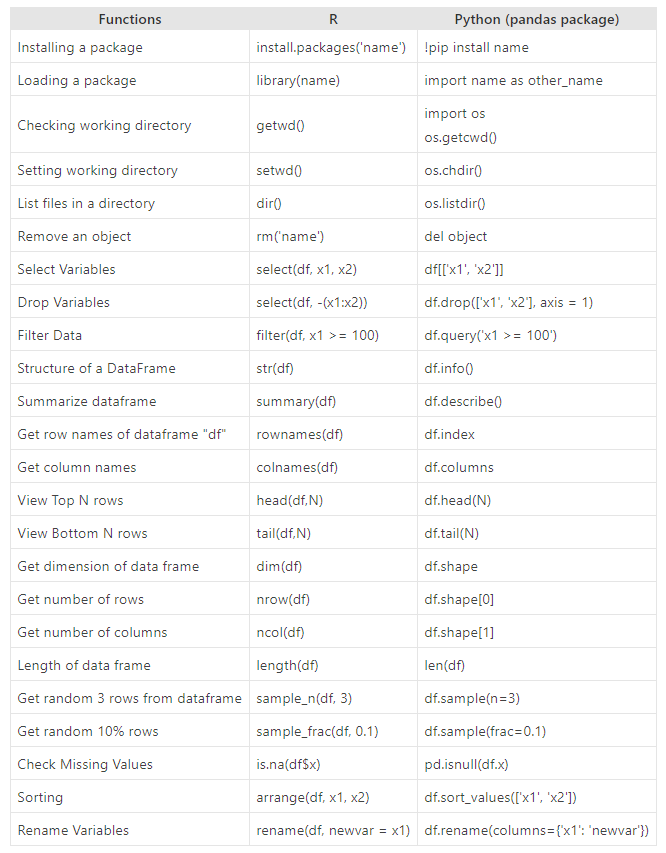 Functions R Python (pandas package)
Installing a package install.packages('name') !pip install name
Loading a package library(name) import name as other_name
Checking working directory getwd() import os
os.getcwd()
Setting working directory setwd() os.chdir()
List files in a directory dir() os.listdir()
Remove an object rm('name') del object
Select Variables select(df, x1, x2) df[['x1', 'x2']]
Drop Variables select(df, -(x1:x2)) df.drop(['x1', 'x2'], axis = 1)
Filter Data filter(df, x1 >= 100) df.query('x1 >= 100')
Structure of a DataFrame str(df) df.info()
Summarize dataframe summary(df) df.describe()
Get row names of dataframe "df" rownames(df) df.index
Get column names colnames(df) df.columns
View Top N rows head(df,N) df.head(N)
View Bottom N rows tail(df,N) df.tail(N)
Get dimension of data frame dim(df) df.shape
Get number of rows nrow(df) df.shape[0]
Get number of columns ncol(df) df.shape[1]
Length of data frame length(df) len(df)
Get random 3 rows from dataframe sample_n(df, 3) df.sample(n=3)
Get random 10% rows sample_frac(df, 0.1) df.sample(frac=0.1)
Check Missing Values is.na(df$x) pd.isnull(df.x)
Sorting arrange(df, x1, x2) df.sort_values(['x1', 'x2'])
Rename Variables rename(df, newvar = x1) df.rename(columns={'x1': 'newvar'})